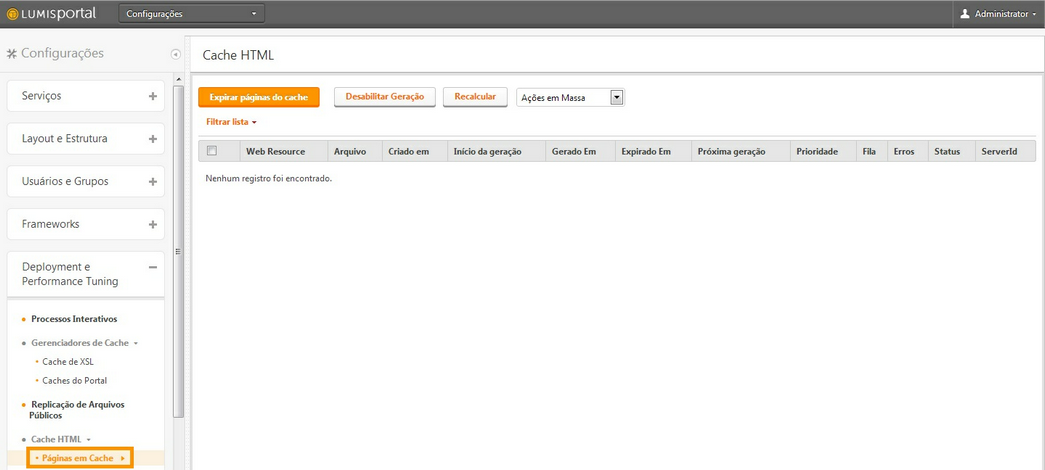 LUMISPORTAL
Configurações
Administrator
Configurações
Serviços
Layout e Estrutura
Usuários e Grupos
Frameworks
Deployment e
Performance Tuning
Processos Interativos
Gerenciadores de Cache
Cache de XSL
Caches do Portal
Replicação de Arquivos
Públicos
Cache HTML
Páginas em Cache
Cache HTML
Expirar páginas do cache Desabilitar Geração Recalcular Ações em Massa
Filtrar lista
Web Resource Arquivo Criado em Início da geração Gerado Em Expirado Em Próxima geração Prioridade Fila Erros Status ServerId
Nenhum registro foi encontrado.